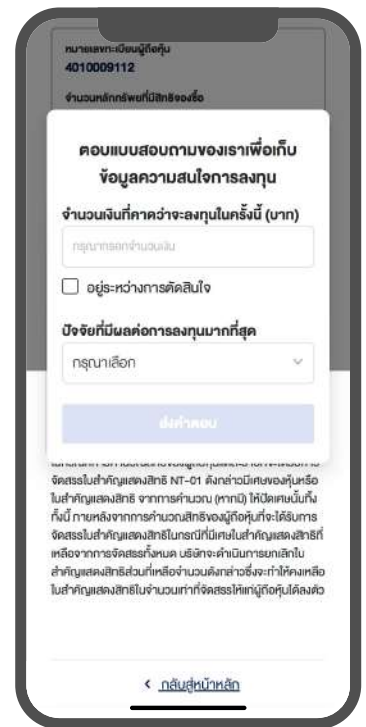 หมายเลขทะเบียนผู้ถือหุ้น
4010009112
จำนวนหลักทรัพย์ที่มีสิทธิจองซื้อ
ตอบแบบสอบถามของเราเพื่อเก็บ
ข้อมูลความสนใจการลงทุน
จำนวนเงินที่คาดว่าจะลงทุนในครั้งนี้ (บาท)
กรุณากรอกจำนวนเงิน
อยู่ระหว่างการตัดสินใจ
ปัจจัยที่มีผลต่อการลงทุนมากที่สุด
กรุณาเลือก
ส่งคำตอบ
จัดสรรใบสำคัญแสดงสิทธิ NT-01 ดังกล่าวมีเศษของหุ้นหรือ
ใบสำคัญแสดงสิทธิ จากการคำนวณ (หากมี) ให้ปัดเศษนั้นทิ้ง
ทั้งนี้ ภายหลังจากการคำนวณสิทธิของผู้ถือหุ้นที่จะได้รับการ
จัดสรรใบสำคัญแสดงสิทธิในกรณีที่มีเศษใบสำคัญแสดงสิทธิที่
เหลือจากการจัดสรรทั้งหมด บริษัทจะดำเนินการยกเลิกใบ
สำคัญแสดงสิทธิส่วนที่เหลือจำนวนดังกล่าวซึ่งจะทำให้คงเหลือ
ใบสำคัญแสดงสิทธิในจำนวนเท่าที่จัดสรรให้แก่ผู้ถือหุ้นได้ลงตัว
กลับสู่หน้าหลัก